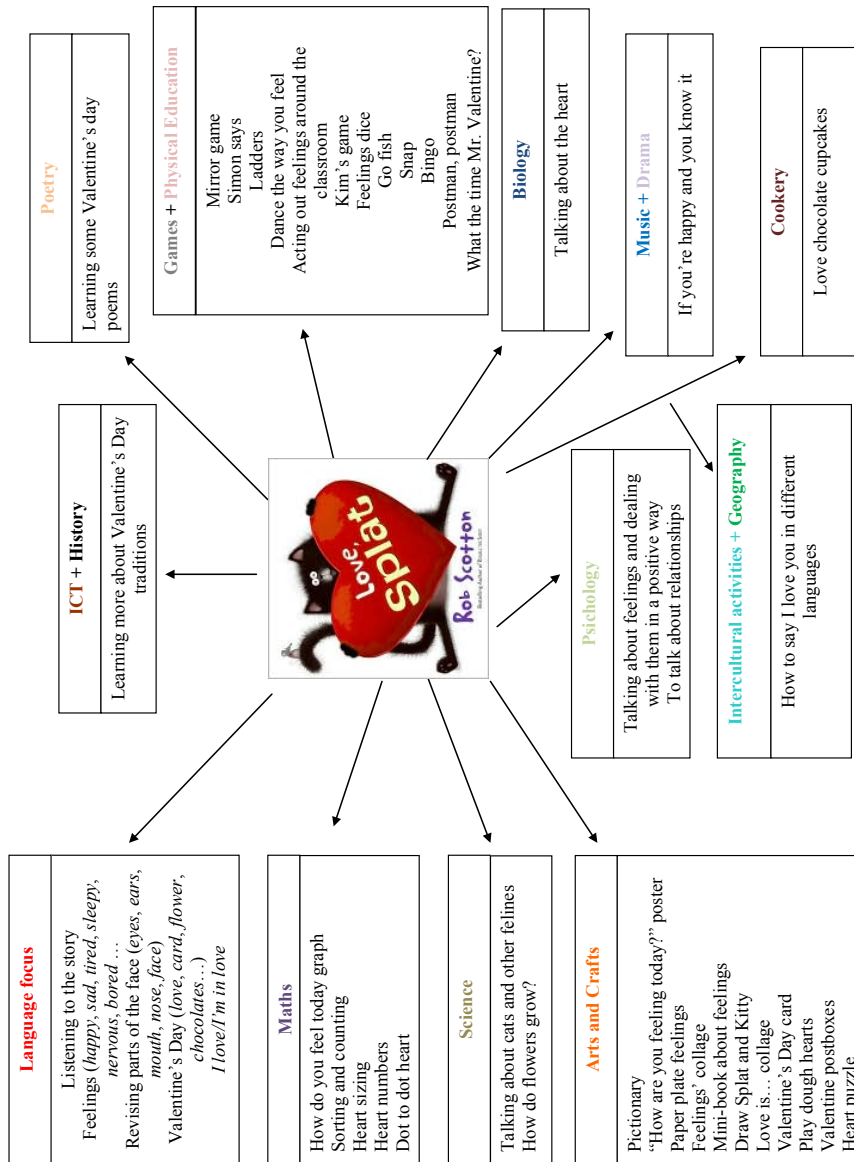 Language focus
Listening to the story
Feelings (happy, sad, tired, sleepy,
nervous, bored …
Revising parts of the face (eyes, ears,
mouth, nose, face)
Valentine’s Day (love, card, flower,
chocolates…)
I love/I’m in love
ICT + History
Learning more about Valentine’s Day
traditions
Poetry
Learning some Valentine’s day
poems
Maths
How do you feel today graph
Sorting and counting
Heart sizing
Heart numbers
Dot to dot heart
Love,
Splat
Rob Scotton
Games + Physical Education
Mirror game
Simon says
Ladders
Dance the way you feel
Acting out feelings around the
classroom
Kim’s game
Feelings dice
Go fish
Snap
Bingo
Postman, postman
What the time Mr. Valentine?
Science
Talking about cats and other felines
How do flowers grow?
Biology
Talking about the heart
Arts and Crafts
Pictionary
“How are you feeling today?” poster
Paper plate feelings
Feelings’ collage
Mini-book about feelings
Draw Splat and Kitty
Love is… collage
Valentine’s Day card
Play dough hearts
Valentine postboxes
Heart puzzle
Psichology
Talking about feelings and dealing
with them in a positive way
To talk about relationships
Music + Drama
If you’re happy and you know it
Intercultural activities + Geography
How to say I love you in different
languages
Cookery
Love chocolate cupcakes